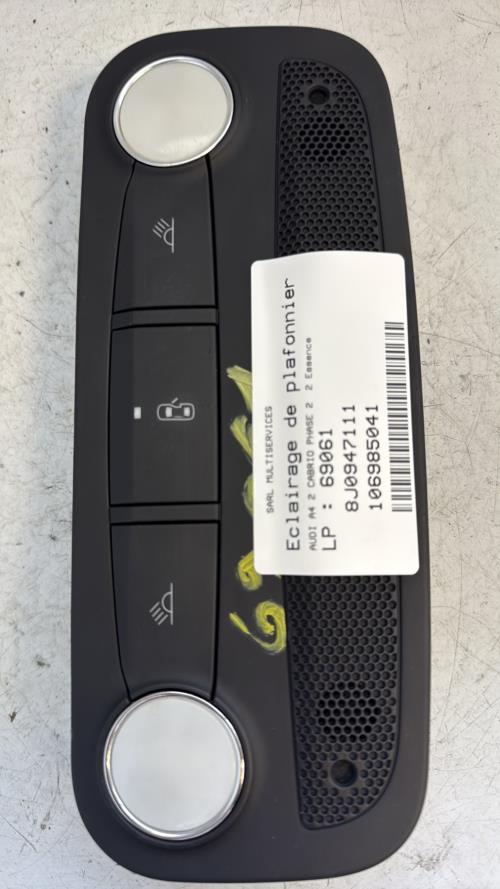 SARL MULTISERVICES
Eclairage de plafonnier
AUDI A4 2 CABRIO PHASE 2 2 Essence
LP : 69061
8J0947111
106985041